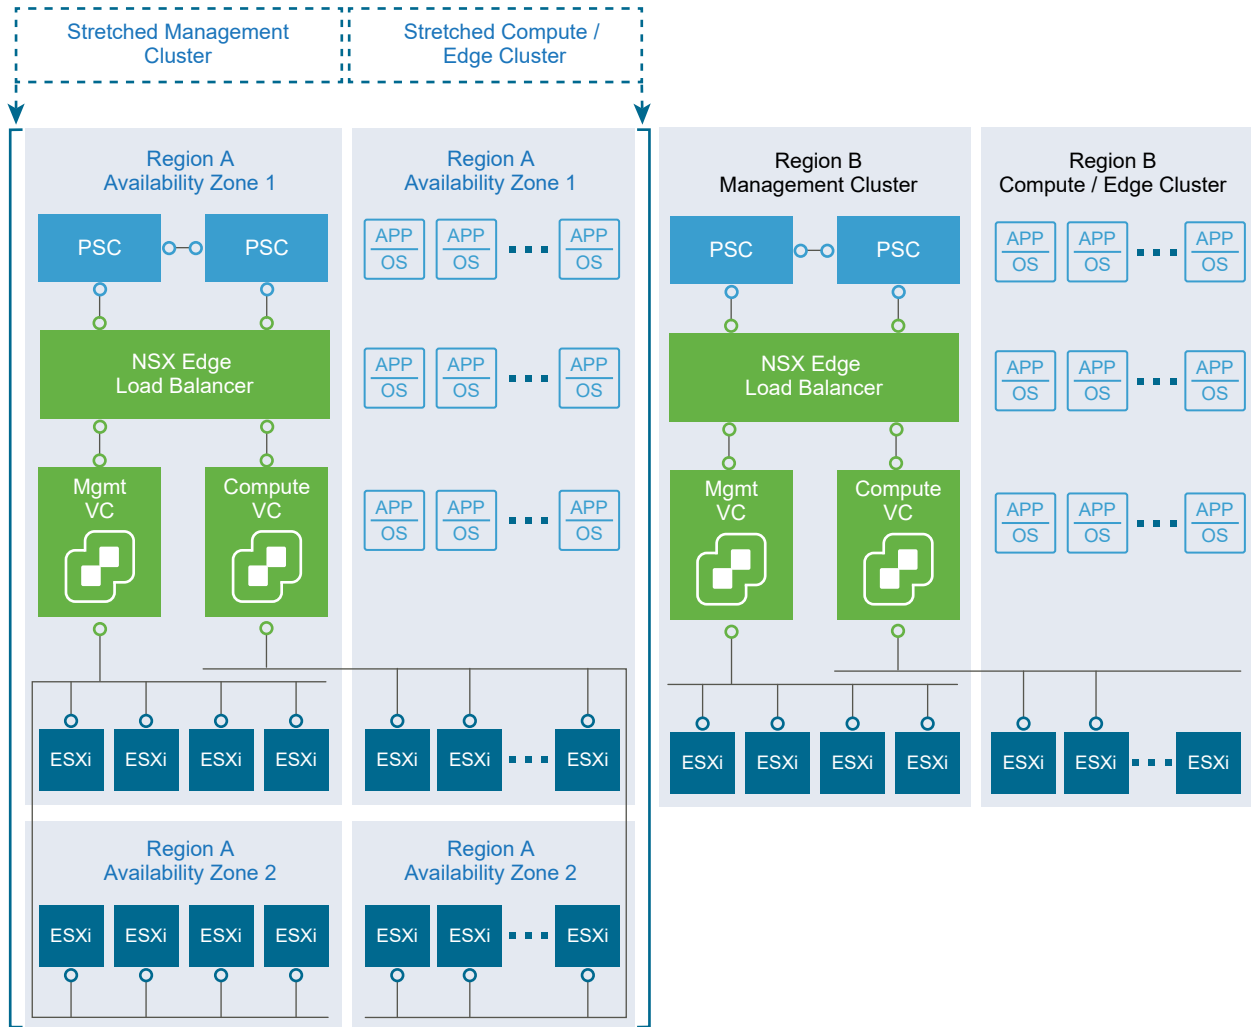 Stretched Management
Cluster
Stretched Compute /
Edge Cluster
Region A
Availability Zone 1
PSC
PSC
NSX Edge
Load Balancer
Mgmt
VC
Compute
VC
ESXi
ESXi
ESXi
ESXi
Region A
Availability Zone 1
APP
OS
APP
OS
APP
OS
APP
OS
APP
OS
APP
OS
APP
OS
APP
OS
APP
OS
ESXi
ESXi
ESXi
Region B
Management Cluster
PSC
PSC
NSX Edge
Load Balancer
Mgmt
VC
Compute
VC
ESXi
ESXi
ESXi
ESXi
Region B
Compute / Edge Cluster
APP
OS
APP
OS
APP
OS
APP
OS
APP
OS
APP
OS
APP
OS
APP
OS
APP
OS
ESXi
ESXi
ESXi
Region A
Availability Zone 2
ESXi
ESXi
ESXi
ESXi
Region A
Availability Zone 2
ESXi
ESXi
ESXi